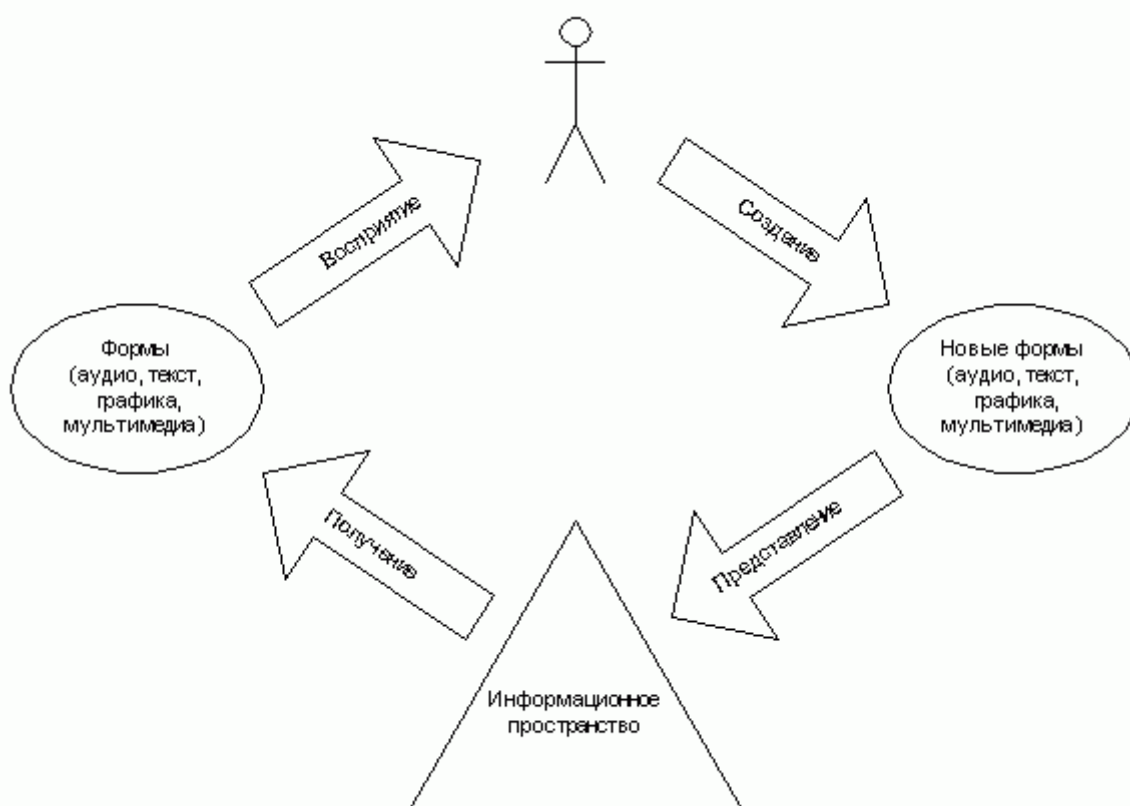 Восприятие
Создание
Формы
(аудио, текст,
графика,
мультимедиа)
Новые формы
(аудио, текст,
графика,
мультимедиа)
Получение
Представление
Информационное
пространство